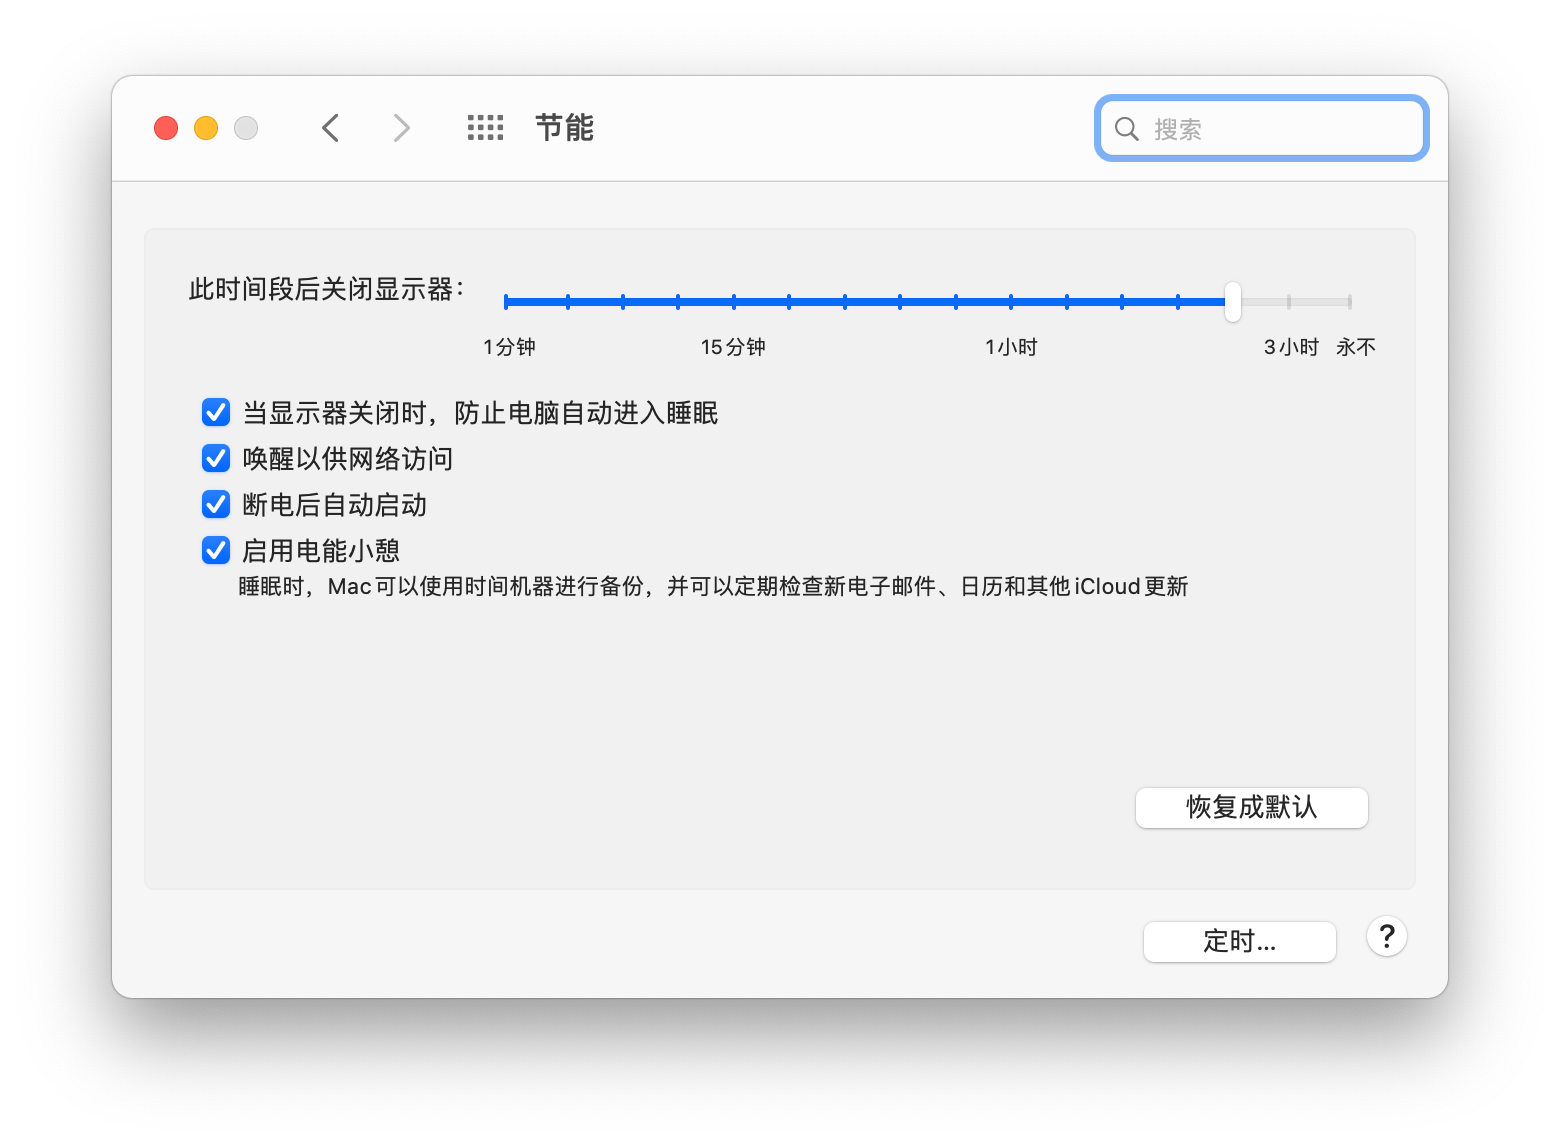 节能
搜索
此时间段后关闭显示器：
1分钟 15分钟 1小时 3小时 永不
当显示器关闭时，防止电脑自动进入睡眠
唤醒以供网络访问
断电后自动启动
启用电能小憩
睡眠时，Mac可以使用时间机器进行备份，并可以定期检查新电子邮件、日历和其他iCloud更新
恢复成默认
定时... ?